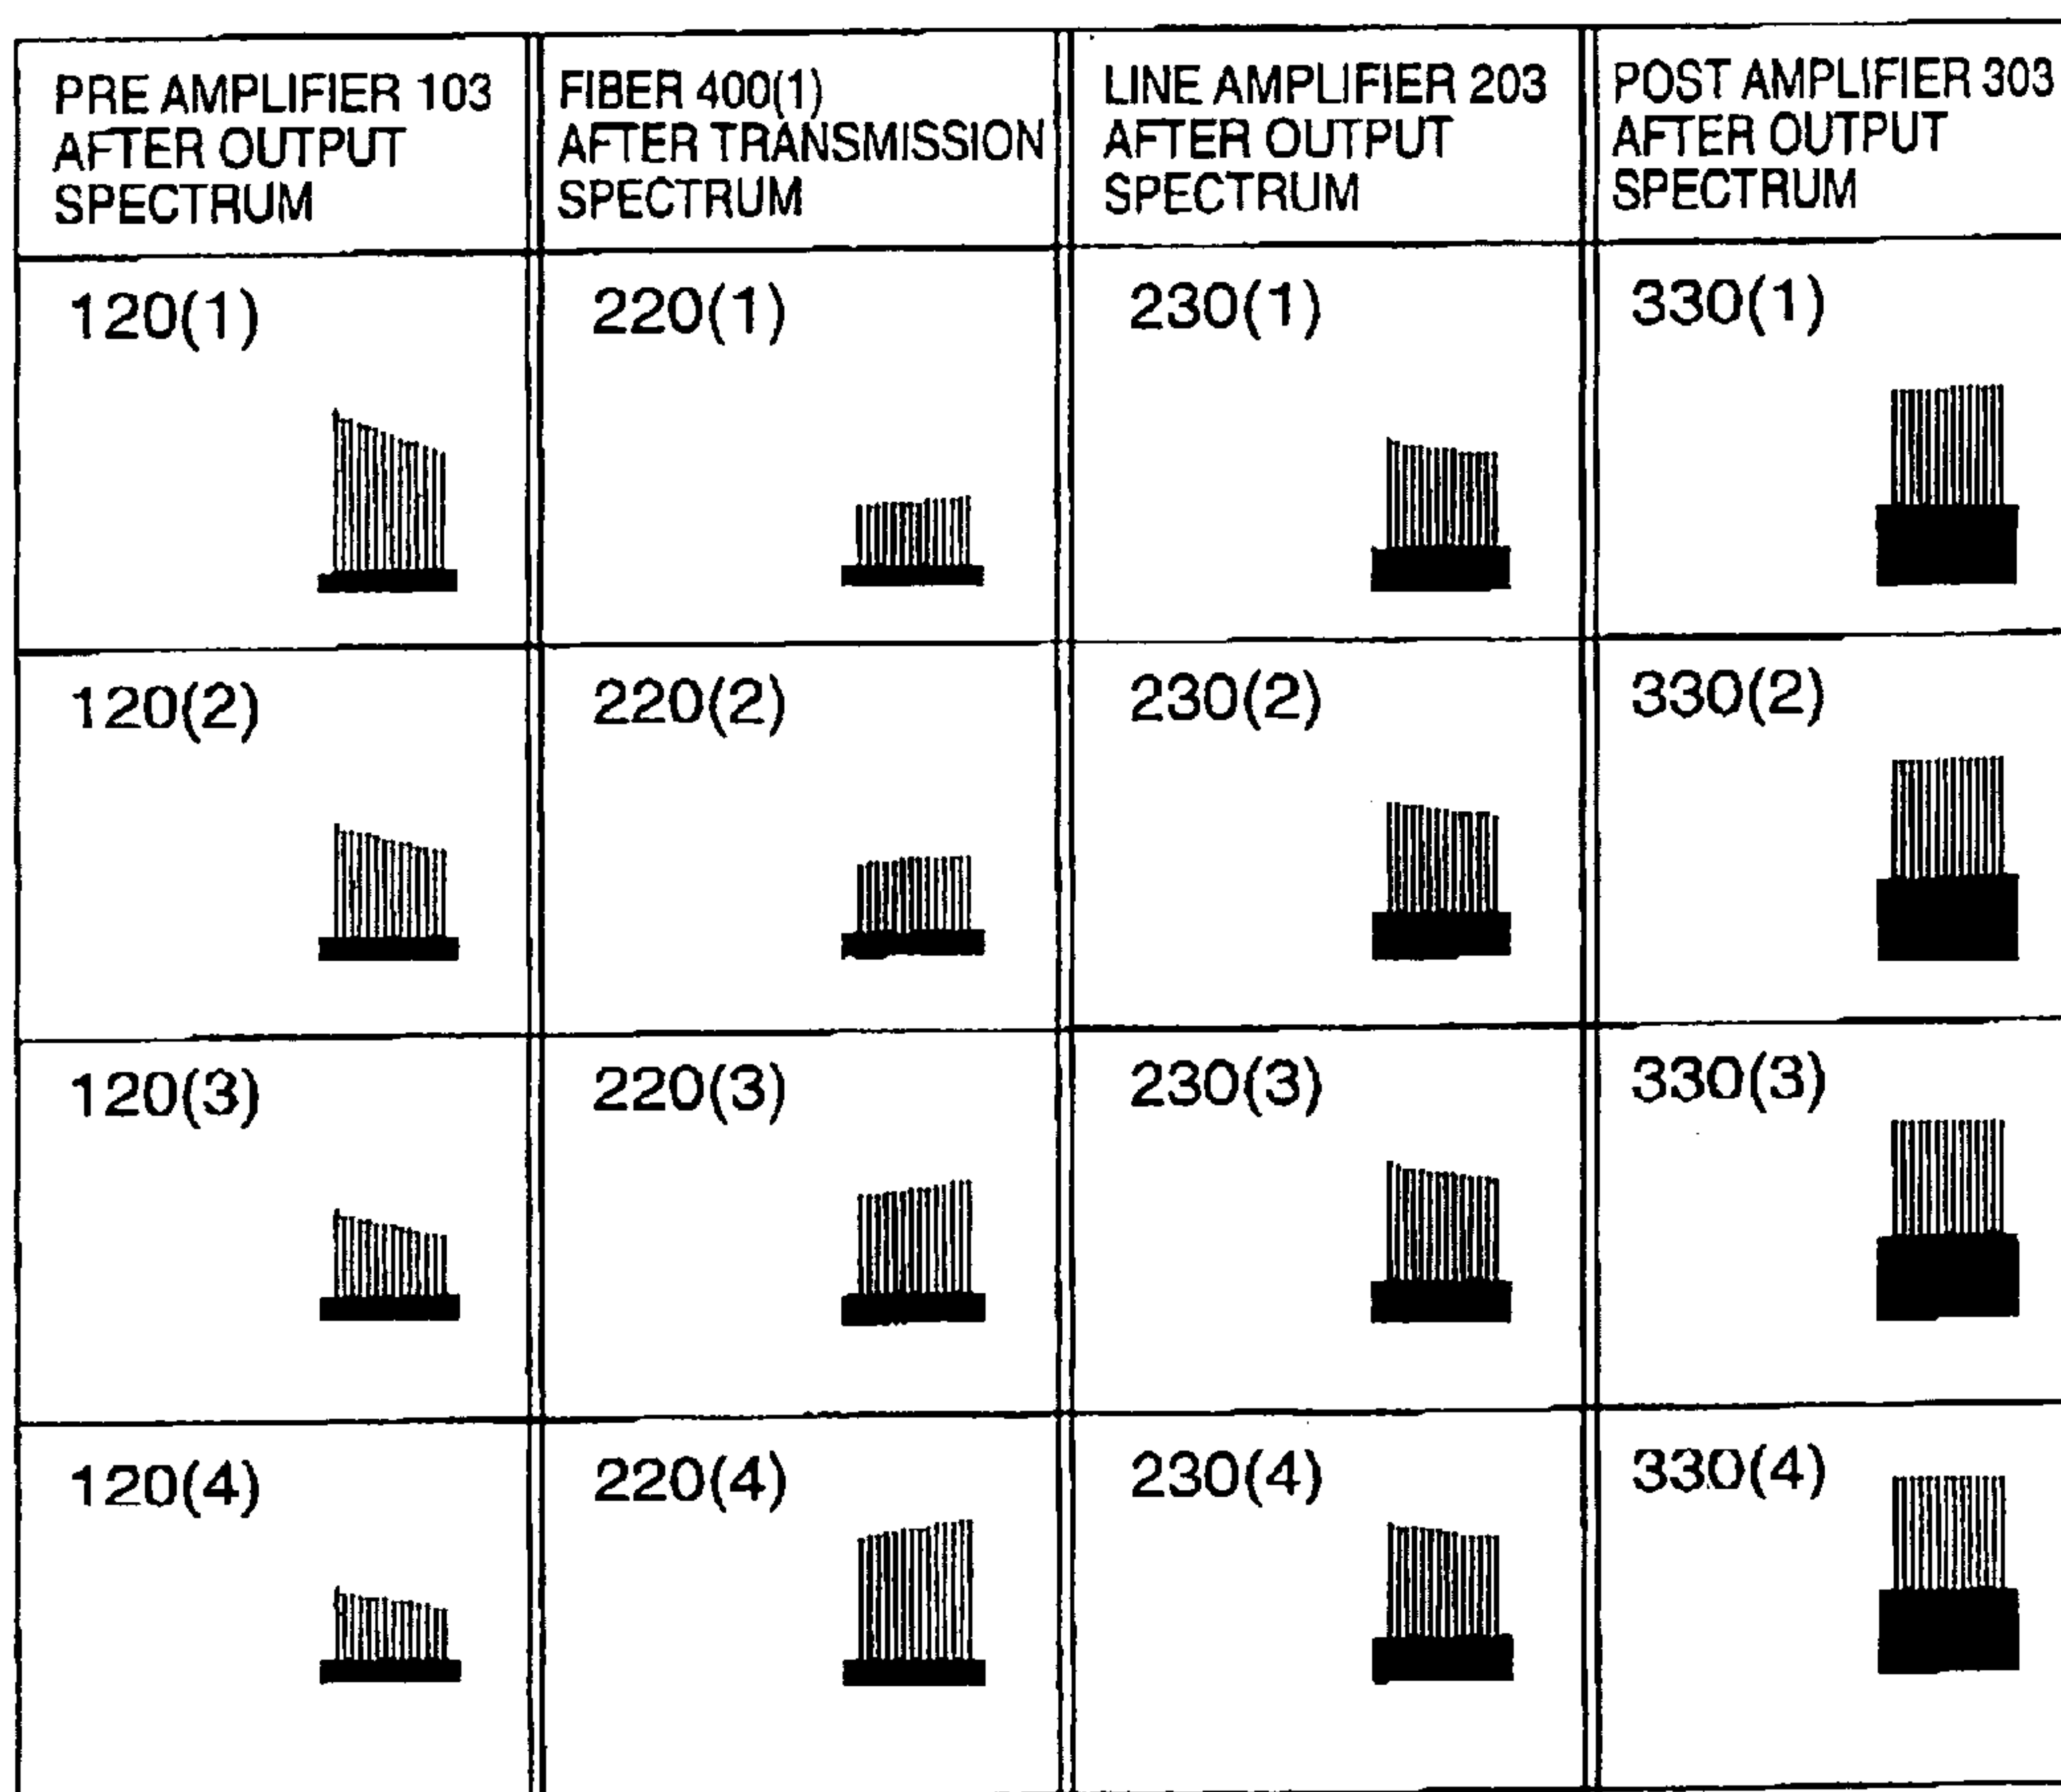 PRE AMPLIFIER 103
AFTER OUTPUT
SPECTRUM
FIBER 400(1)
AFTER TRANSMISSION
SPECTRUM
LINE AMPLIFIER 203
AFTER OUTPUT
SPECTRUM
POST AMPLIFIER 303
AFTER OUTPUT
SPECTRUM
120(1)
220(1)
230(1)
330(1)
120(2)
220(2)
230(2)
330(2)
120(3)
220(3)
230(3)
330(3)
120(4)
220(4)
230(4)
330(4)